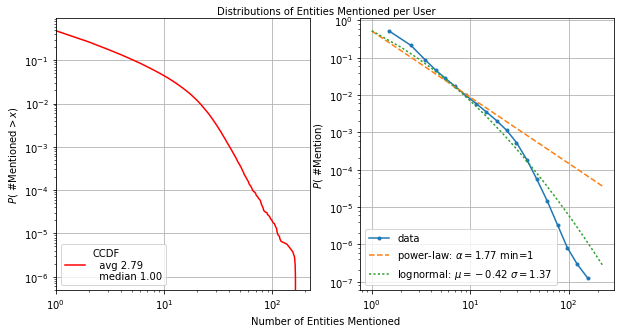 Distributions of Entities Mentioned per User
P( #Mentioned > x)
10⁻¹
10⁻²
10⁻³
10⁻⁴
10⁻⁵
10⁻⁶
CCDF
avg 2.79
median 1.00
10⁰ 10¹ 10²
P( #Mention)
10⁻¹
10⁻²
10⁻³
10⁻⁴
10⁻⁵
10⁻⁶
10⁻⁷
data
power-law: α = 1.77 min=1
lognormal: μ = −0.42 σ = 1.37
10⁰ 10¹ 10²
Number of Entities Mentioned